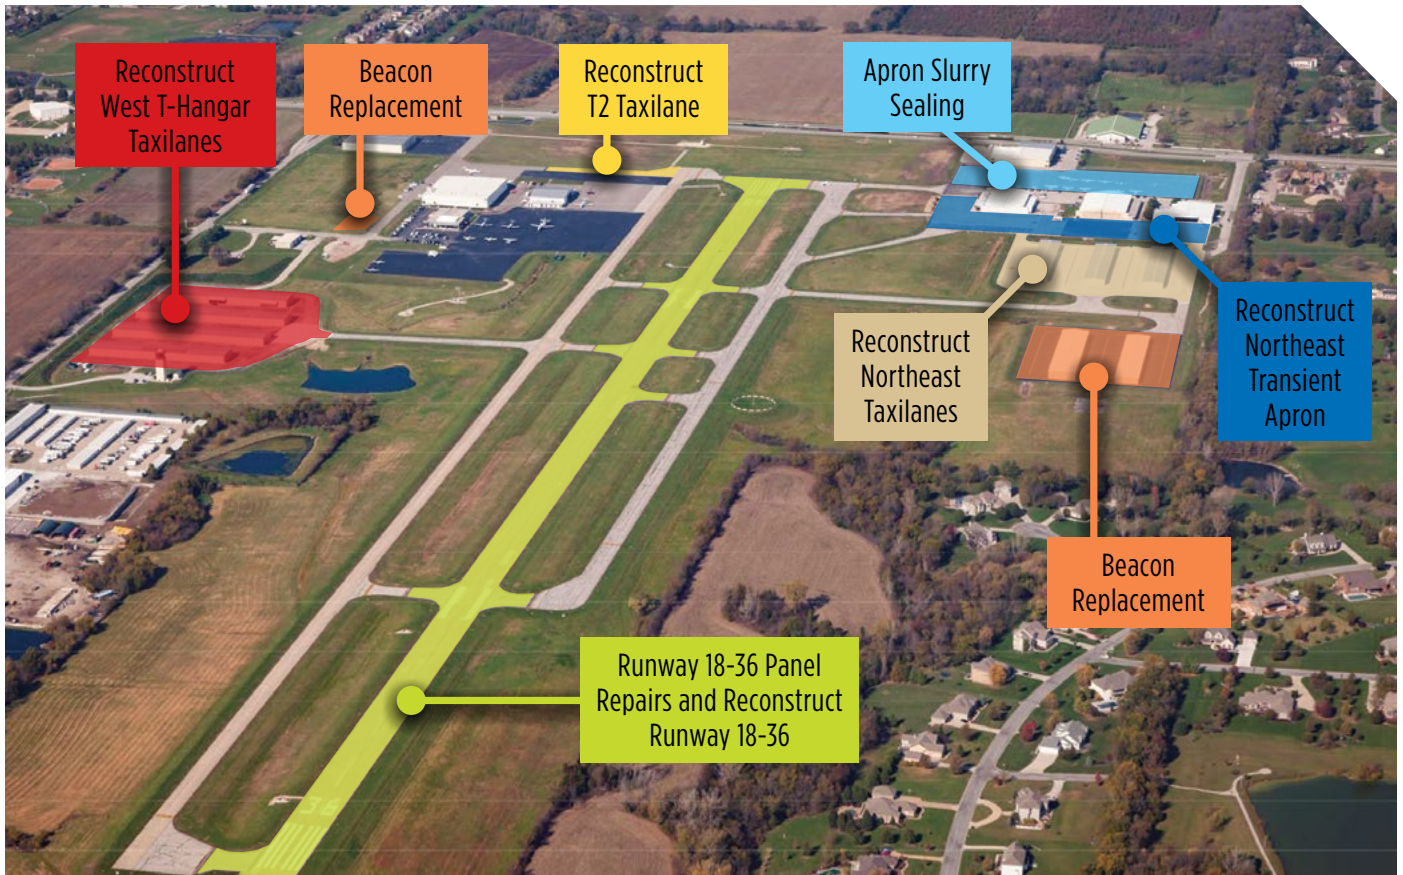 Reconstruct
West T-Hangar
Taxilanes
Beacon
Replacement
Reconstruct
T2 Taxilane
Apron Slurry
Sealing
Reconstruct
Northeast
Taxilanes
Reconstruct
Northeast
Transient
Apron
Beacon
Replacement
Runway 18-36 Panel
Repairs and Reconstruct
Runway 18-36
36